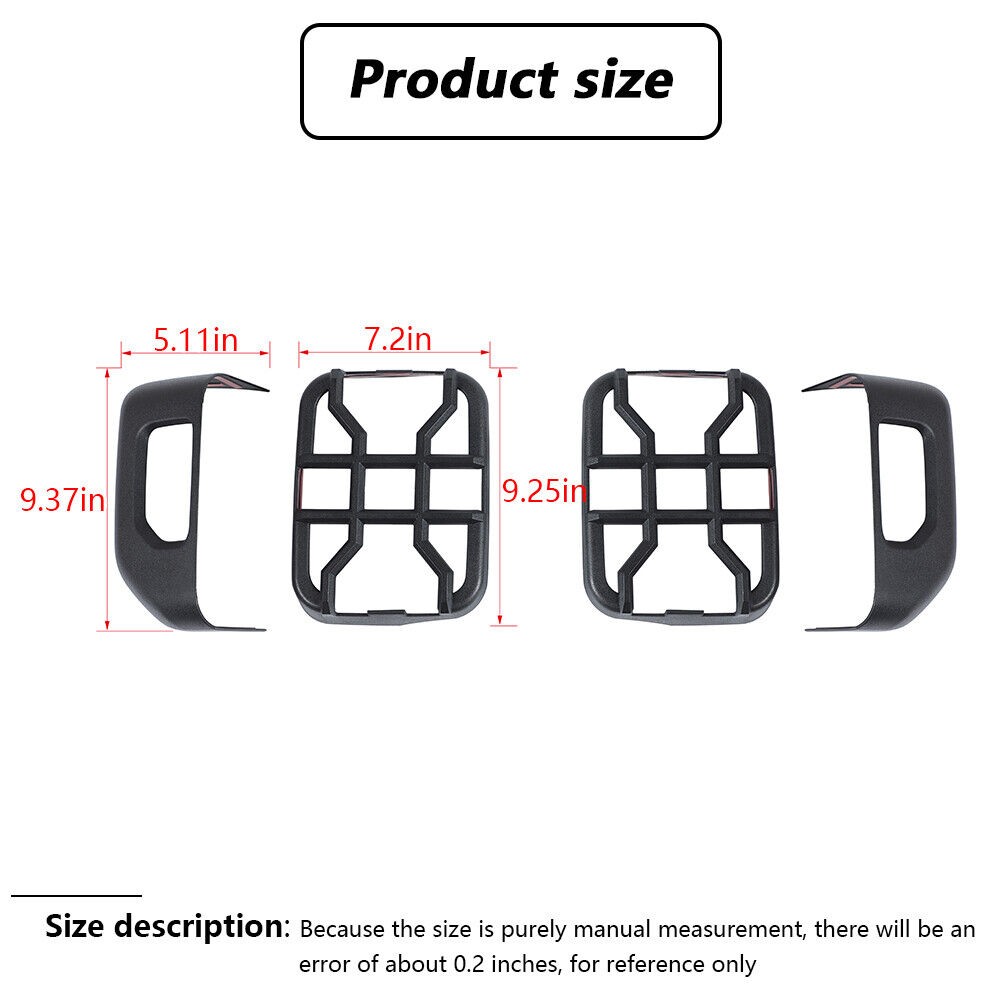 Product size
5.11in
7.2in
9.37in
9.25in
Size description: Because the size is purely manual measurement, there will be an
error of about 0.2 inches, for reference only